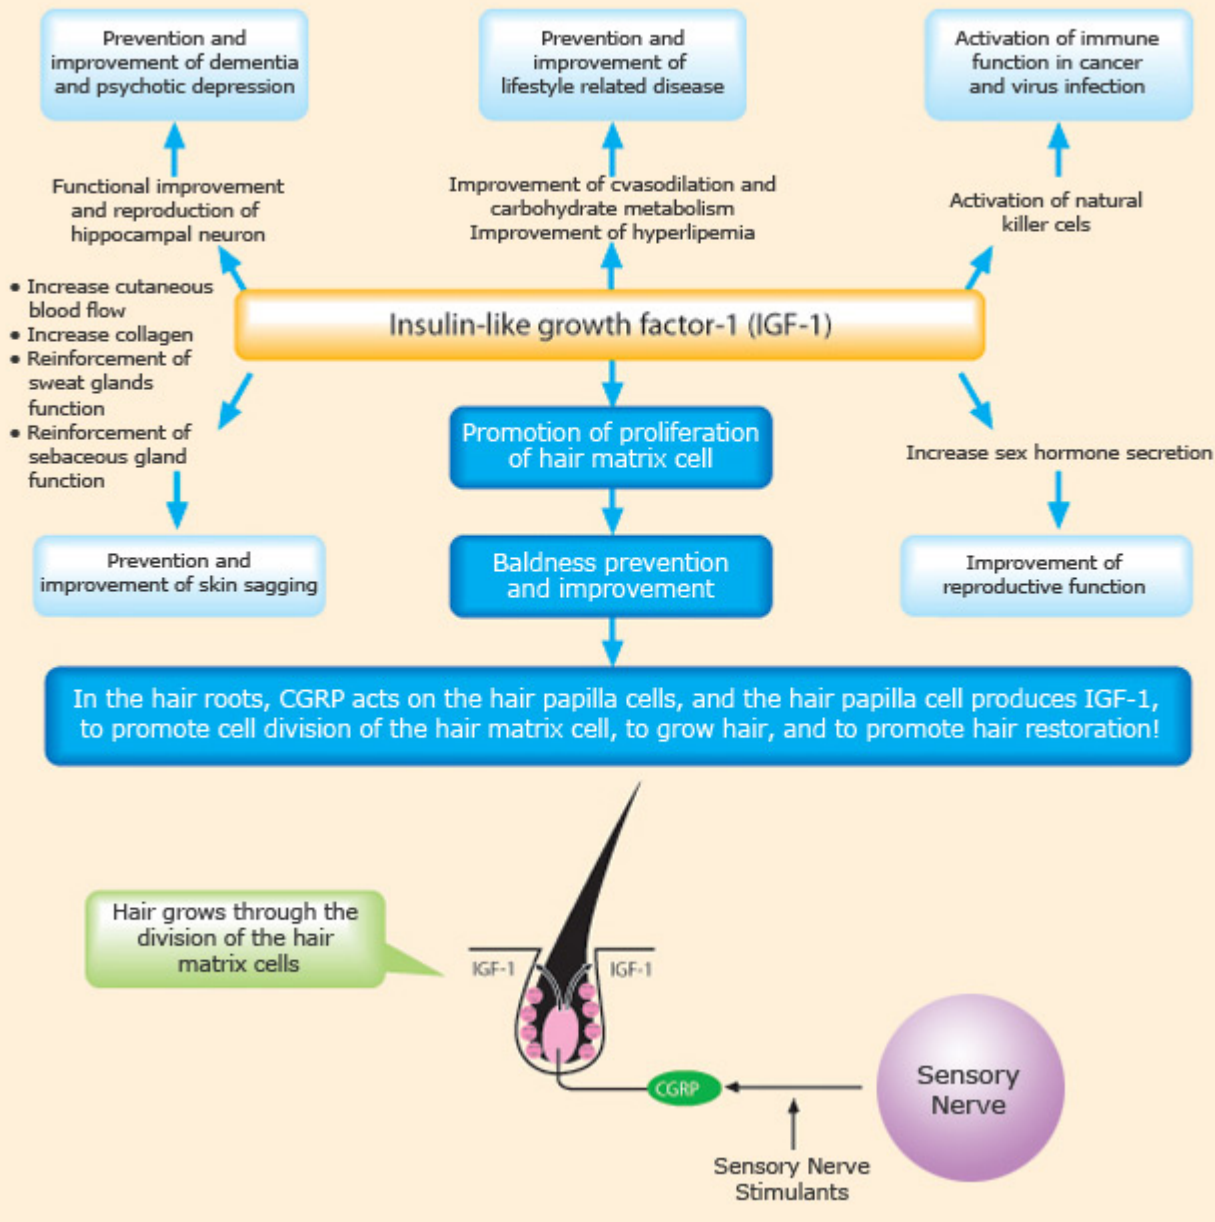 Prevention and
improvement of dementia
and psychotic depression
Prevention and
improvement of
lifestyle related disease
Activation of immune
function in cancer
and virus infection
Functional improvement
and reproduction of
hippocampal neuron
Improvement of cvasodilation and
carbohydrate metabolism
Improvement of hyperlipemia
Activation of natural
killer cels
• Increase cutaneous
blood flow
• Increase collagen
• Reinforcement of
sweat glands
function
• Reinforcement of
sebaceous gland
function
Insulin-like growth factor-1 (IGF-1)
Promotion of proliferation
of hair matrix cell
Increase sex hormone secretion
Prevention and
improvement of skin sagging
Baldness prevention
and improvement
Improvement of
reproductive function
In the hair roots, CGRP acts on the hair papilla cells, and the hair papilla cell produces IGF-1,
to promote cell division of the hair matrix cell, to grow hair, and to promote hair restoration!
Hair grows through the
division of the hair
matrix cells
IGF-1
IGF-1
CGRP
Sensory
Nerve
Sensory Nerve
Stimulants